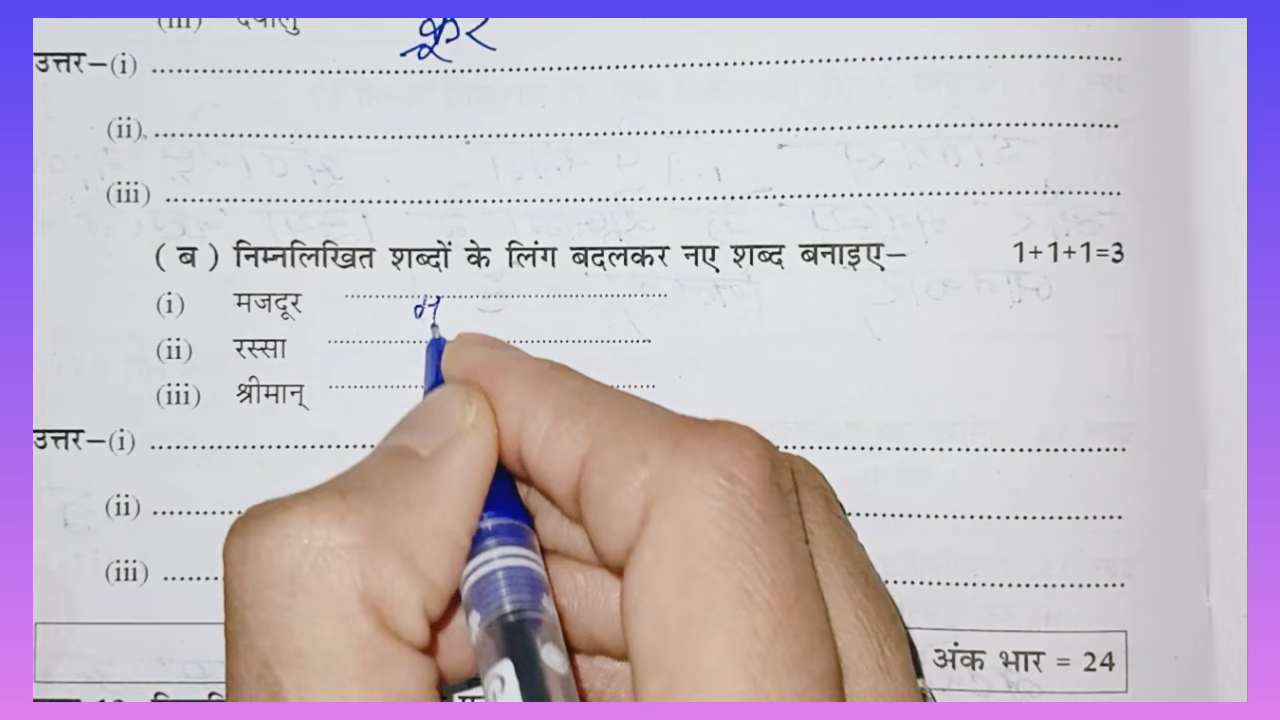 (iii) दयालु क्रूर
उत्तर–(i)
(ii)
(iii)
( ब ) निम्नलिखित शब्दों के लिंग बदलकर नए शब्द बनाइए– 1+1+1=3
(i) मजदूर म
(ii) रस्सा
(iii) श्रीमान्
उत्तर–(i)
(ii)
(iii)
अंक भार = 24